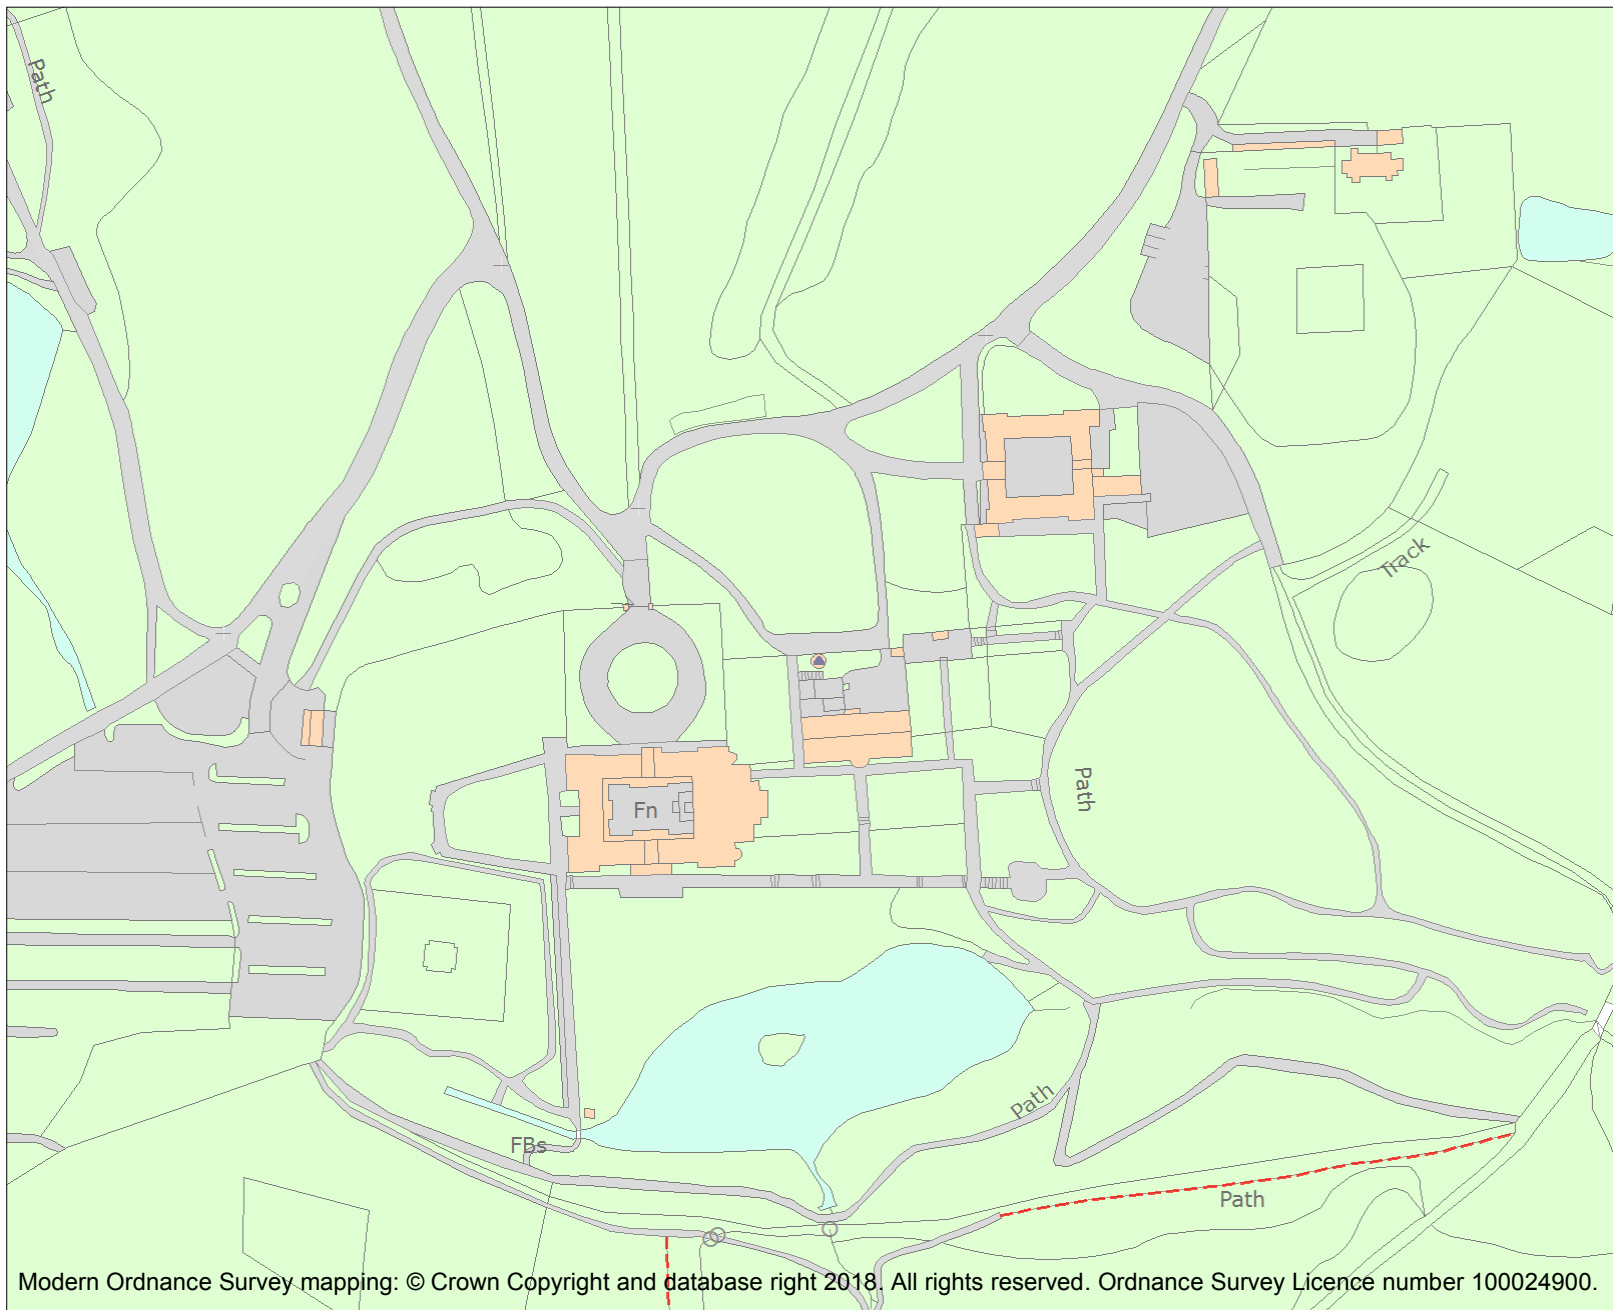 Path
Track
Path
Fn
Path
FBs
Path
Modern Ordnance Survey mapping: © Crown Copyright and database right 2018. All rights reserved. Ordnance Survey Licence number 100024900.